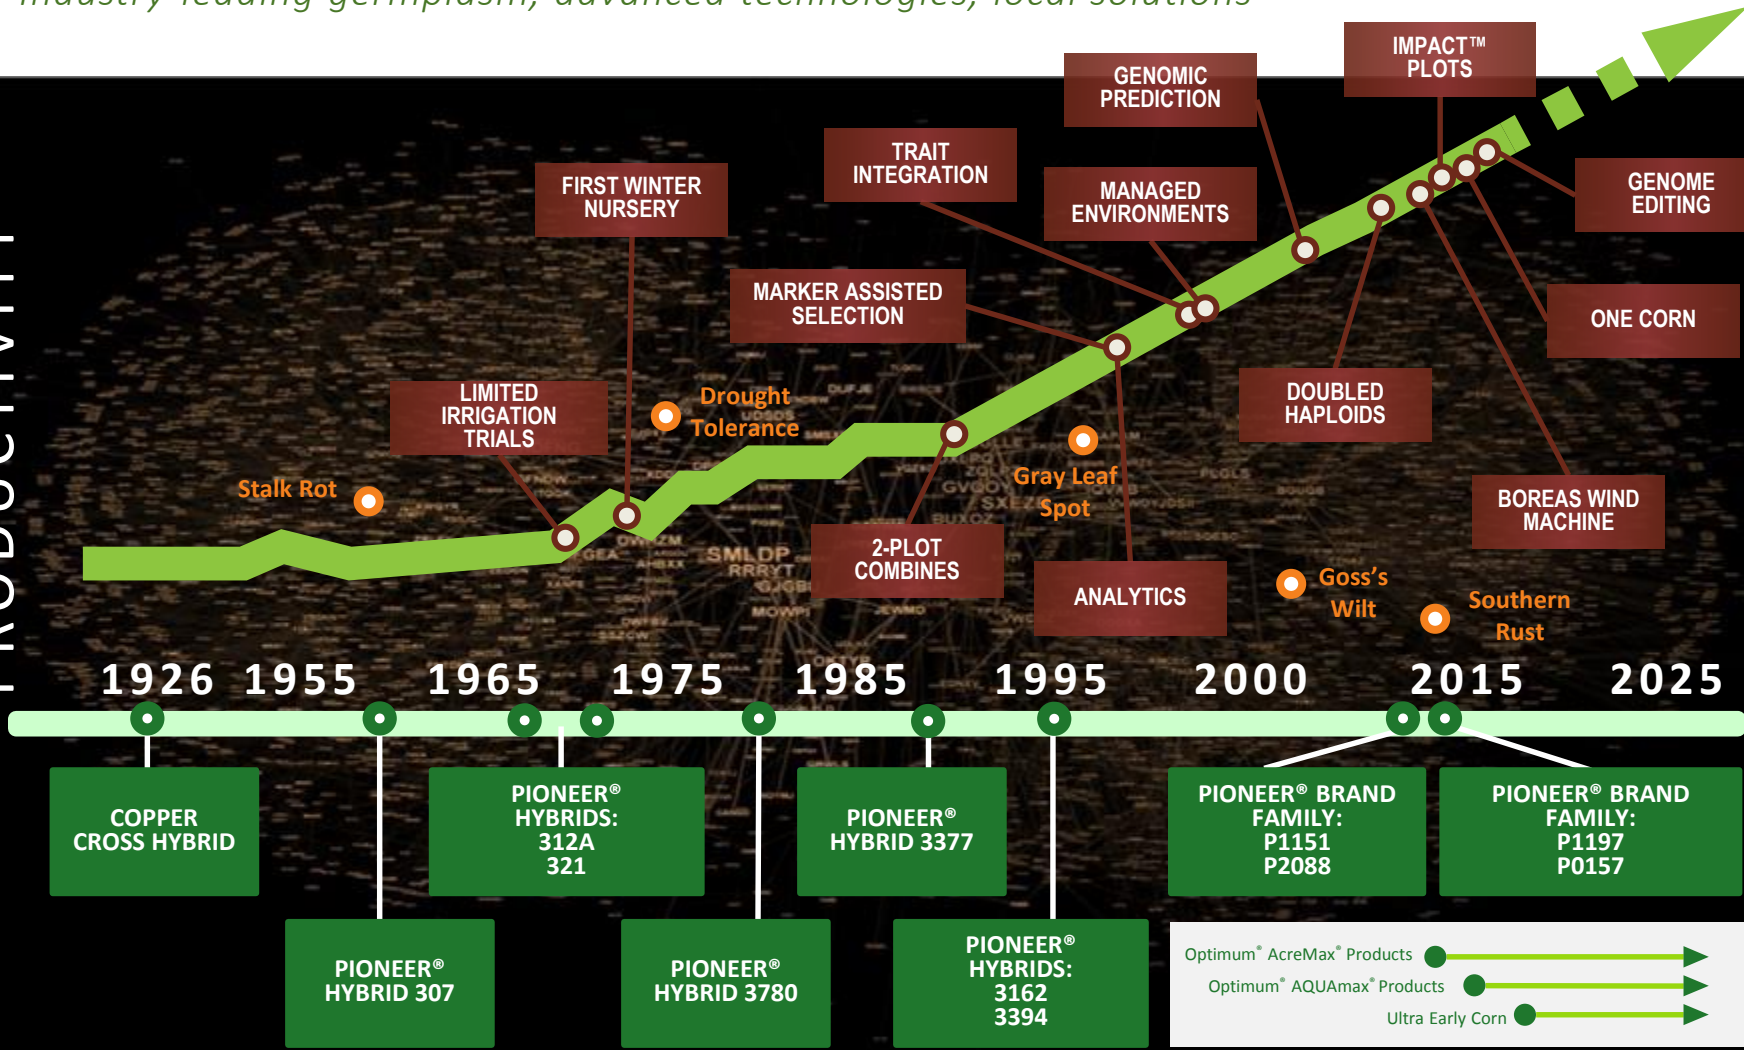 industry-leading germplasm, advanced technologies, local solutions
PRODUCTIVITY
IMPACT™
PLOTS
GENOMIC
PREDICTION
TRAIT
INTEGRATION
MANAGED
ENVIRONMENTS
FIRST WINTER
NURSERY
GENOME
EDITING
MARKER ASSISTED
SELECTION
ONE CORN
LIMITED
IRRIGATION
TRIALS
Drought
Tolerance
DOUBLED
HAPLOIDS
Stalk Rot
Gray Leaf
Spot
BOREAS WIND
MACHINE
2-PLOT
COMBINES
ANALYTICS
Goss’s
Wilt
Southern
Rust
SMLDP
RRRYT
MOWPI
1926 1955 1965 1975 1985 1995 2000 2015 2025
COPPER
CROSS HYBRID
PIONEER®
HYBRIDS:
312A
321
PIONEER®
HYBRID 3377
PIONEER® BRAND
FAMILY:
P1151
P2088
PIONEER® BRAND
FAMILY:
P1197
P0157
PIONEER®
HYBRID 307
PIONEER®
HYBRID 3780
PIONEER®
HYBRIDS:
3162
3394
Optimum® AcreMax® Products
Optimum® AQUAmax® Products
Ultra Early Corn